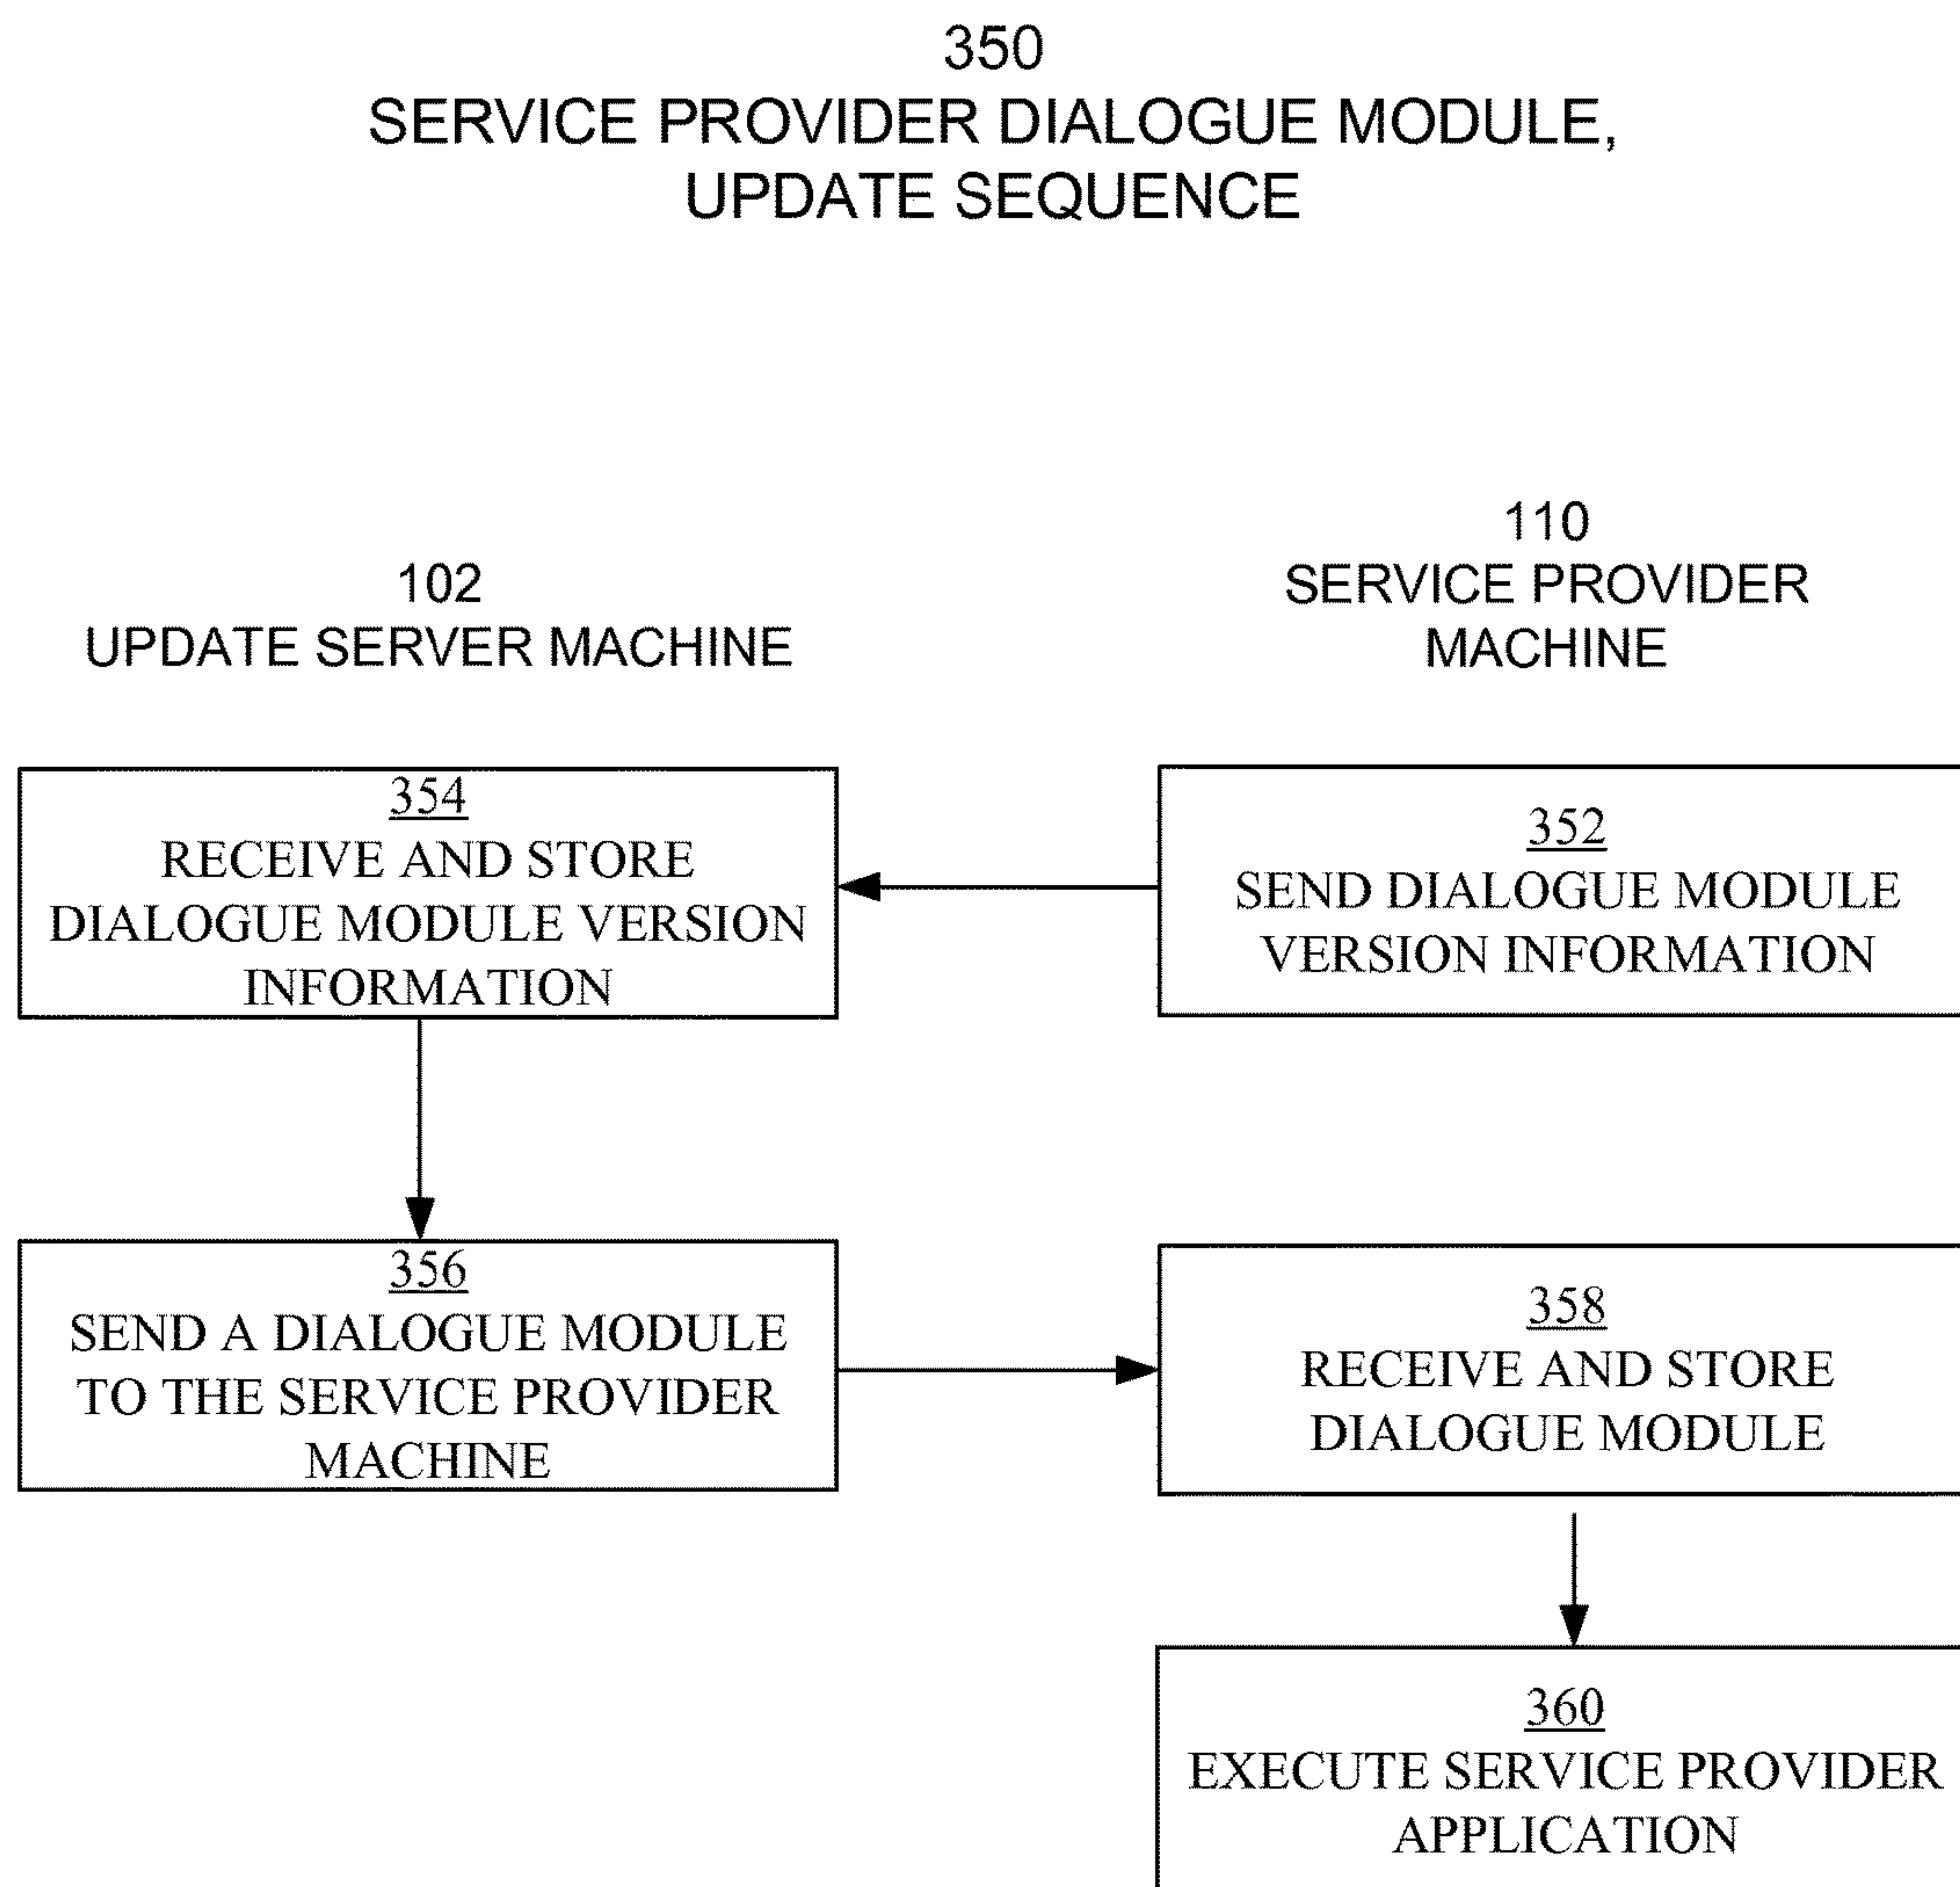 350
SERVICE PROVIDER DIALOGUE MODULE,
UPDATE SEQUENCE
102
UPDATE SERVER MACHINE
110
SERVICE PROVIDER
MACHINE
354
RECEIVE AND STORE
DIALOGUE MODULE VERSION
INFORMATION
352
SEND DIALOGUE MODULE
VERSION INFORMATION
356
SEND A DIALOGUE MODULE
TO THE SERVICE PROVIDER
MACHINE
358
RECEIVE AND STORE
DIALOGUE MODULE
360
EXECUTE SERVICE PROVIDER
APPLICATION